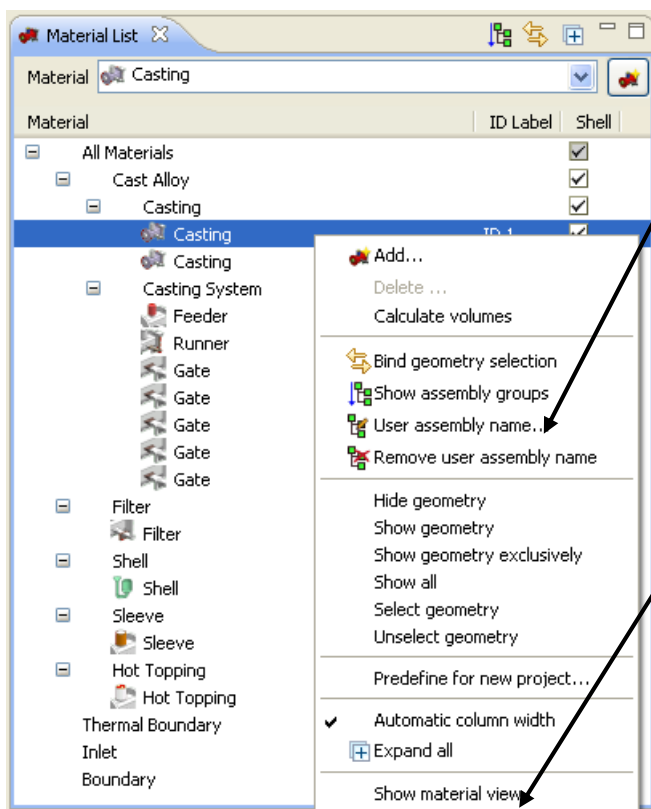 Material List
Material Casting
Material ID Label Shell
All Materials
Cast Alloy
Casting
Casting ID 1
Casting
Casting System
Feeder
Runner
Gate
Gate
Gate
Gate
Gate
Filter
Filter
Shell
Shell
Sleeve
Sleeve
Hot Topping
Hot Topping
Thermal Boundary
Inlet
Boundary
Add...
Delete ...
Calculate volumes
Bind geometry selection
Show assembly groups
User assembly name...
Remove user assembly name
Hide geometry
Show geometry
Show geometry exclusively
Show all
Select geometry
Unselect geometry
Predefine for new project...
Automatic column width
Expand all
Show material view